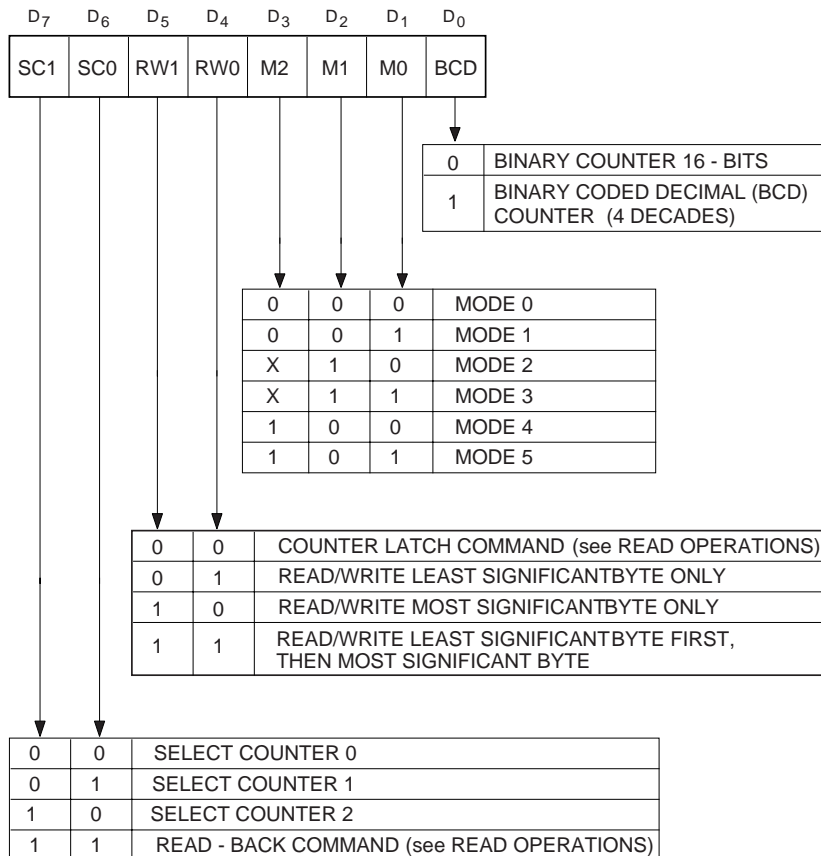 D7 D6 D5 D4 D3 D2 D1 D0
SC1 SC0 RW1 RW0 M2 M1 M0 BCD
0 BINARY COUNTER 16 - BITS
1 BINARY CODED DECIMAL (BCD)
COUNTER (4 DECADES)
0 0 0 MODE 0
0 0 1 MODE 1
X 1 0 MODE 2
X 1 1 MODE 3
1 0 0 MODE 4
1 0 1 MODE 5
0 0 COUNTER LATCH COMMAND (see READ OPERATIONS)
0 1 READ/WRITE LEAST SIGNIFICANTBYTE ONLY
1 0 READ/WRITE MOST SIGNIFICANTBYTE ONLY
1 1 READ/WRITE LEAST SIGNIFICANTBYTE FIRST,
THEN MOST SIGNIFICANT BYTE
0 0 SELECT COUNTER 0
0 1 SELECT COUNTER 1
1 0 SELECT COUNTER 2
1 1 READ - BACK COMMAND (see READ OPERATIONS)